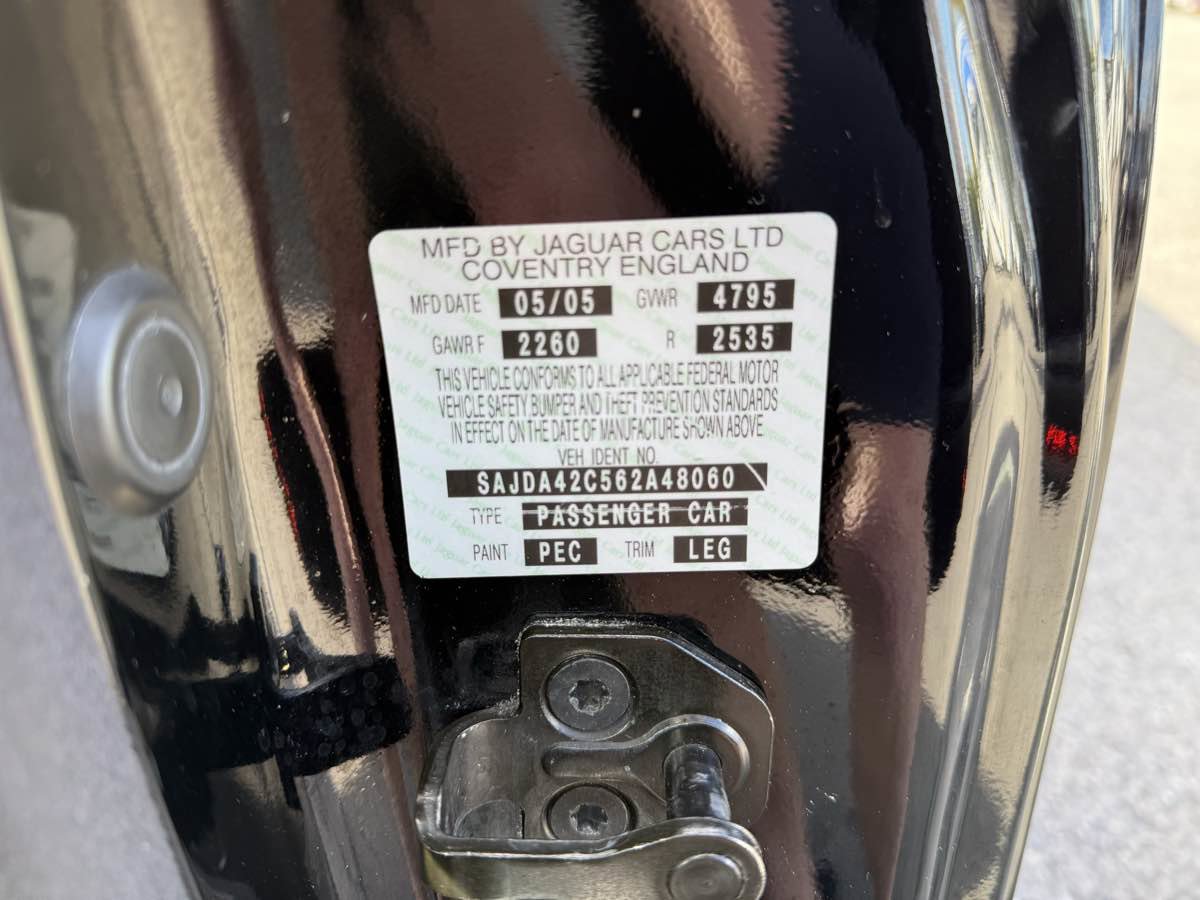 MFD BY JAGUAR CARS LTD
COVENTRY ENGLAND
MFD DATE 05/05 GVWR 4795
GAWR F 2260 R 2535
THIS VEHICLE CONFORMS TO ALL APPLICABLE FEDERAL MOTOR
VEHICLE SAFETY BUMPER AND THEFT PREVENTION STANDARDS
IN EFFECT ON THE DATE OF MANUFACTURE SHOWN ABOVE
VEH IDENT NO.
SAJDA42C562A48060
TYPE PASSENGER CAR
PAINT PEC TRIM LEG